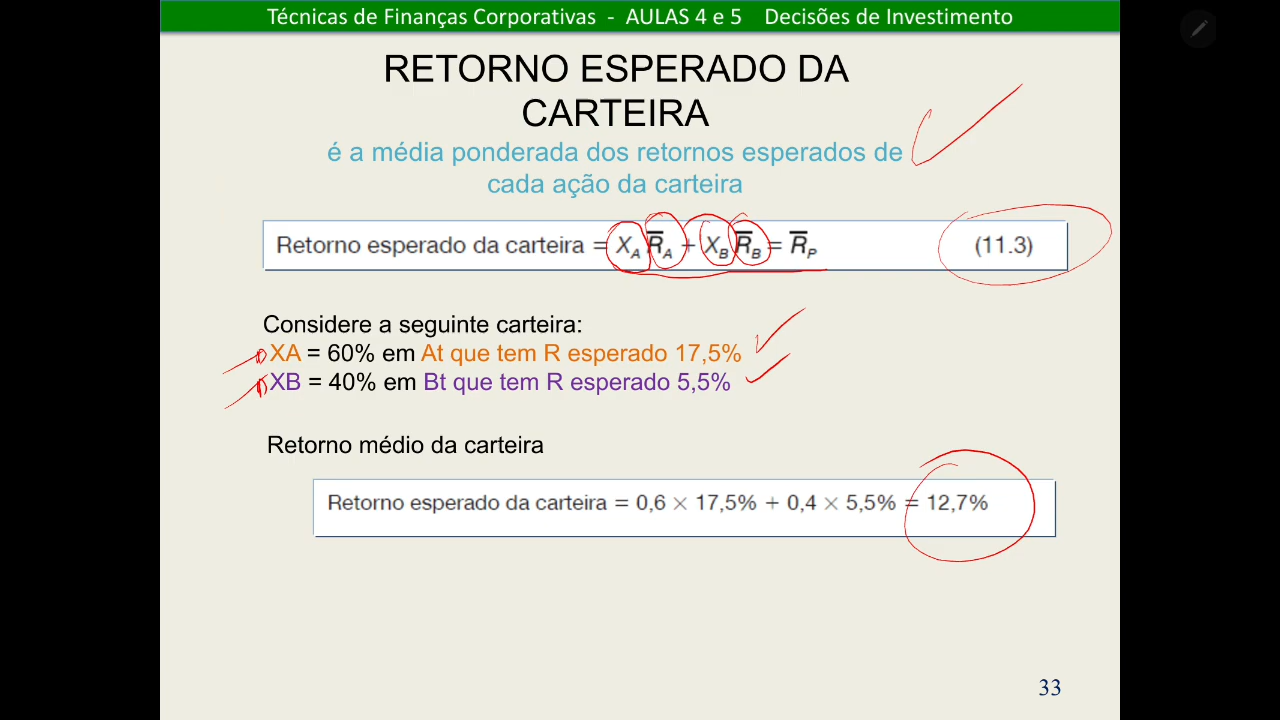 Técnicas de Finanças Corporativas - AULAS 4 e 5 Decisões de Investimento
RETORNO ESPERADO DA
CARTEIRA
é a média ponderada dos retornos esperados de
cada ação da carteira
Retorno esperado da carteira = X_A R̅_A + X_B R̅_B = R̅_P (11.3)
Considere a seguinte carteira:
XA = 60% em At que tem R esperado 17,5%
XB = 40% em Bt que tem R esperado 5,5%
Retorno médio da carteira
Retorno esperado da carteira = 0,6 × 17,5% + 0,4 × 5,5% = 12,7%
33